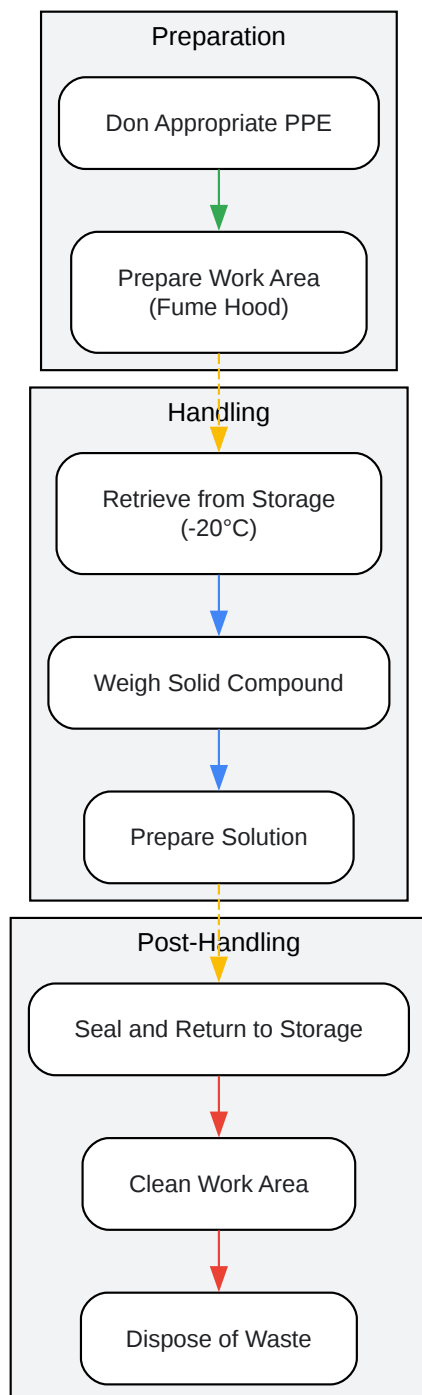 Preparation
Don Appropriate PPE
Prepare Work Area
(Fume Hood)
Handling
Retrieve from Storage
(-20°C)
Weigh Solid Compound
Prepare Solution
Post-Handling
Seal and Return to Storage
Clean Work Area
Dispose of Waste